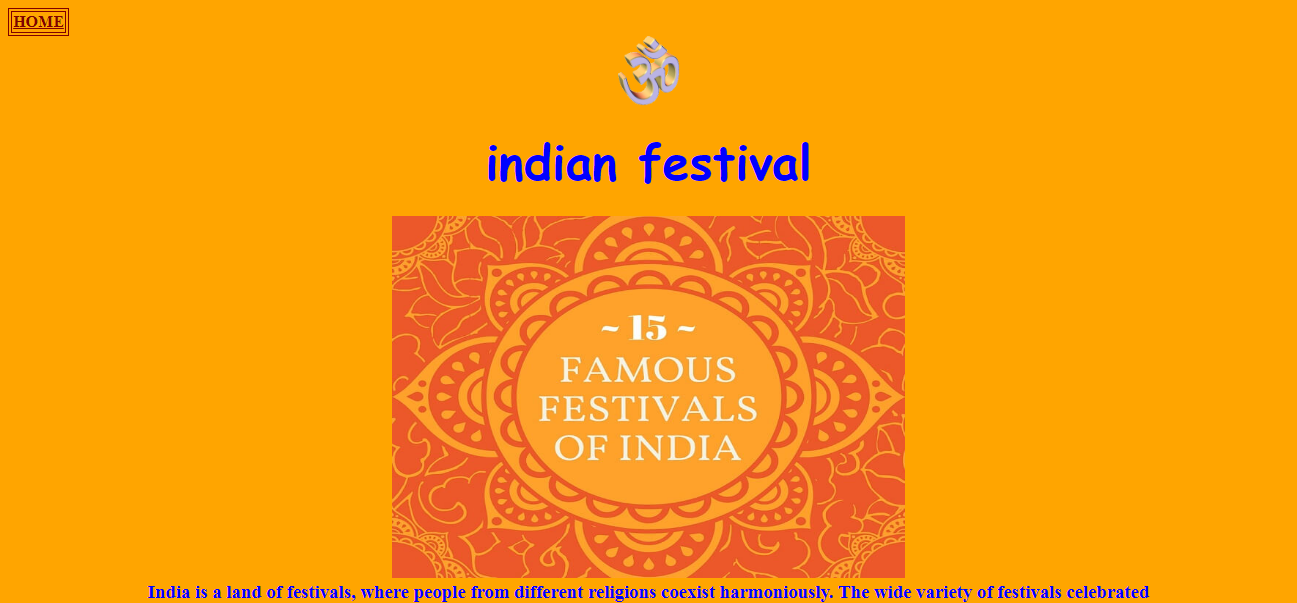 HOME
ॐ
indian festival
~ 15 ~
FAMOUS
FESTIVALS
OF INDIA
India is a land of festivals, where people from different religions coexist harmoniously. The wide variety of festivals celebrated